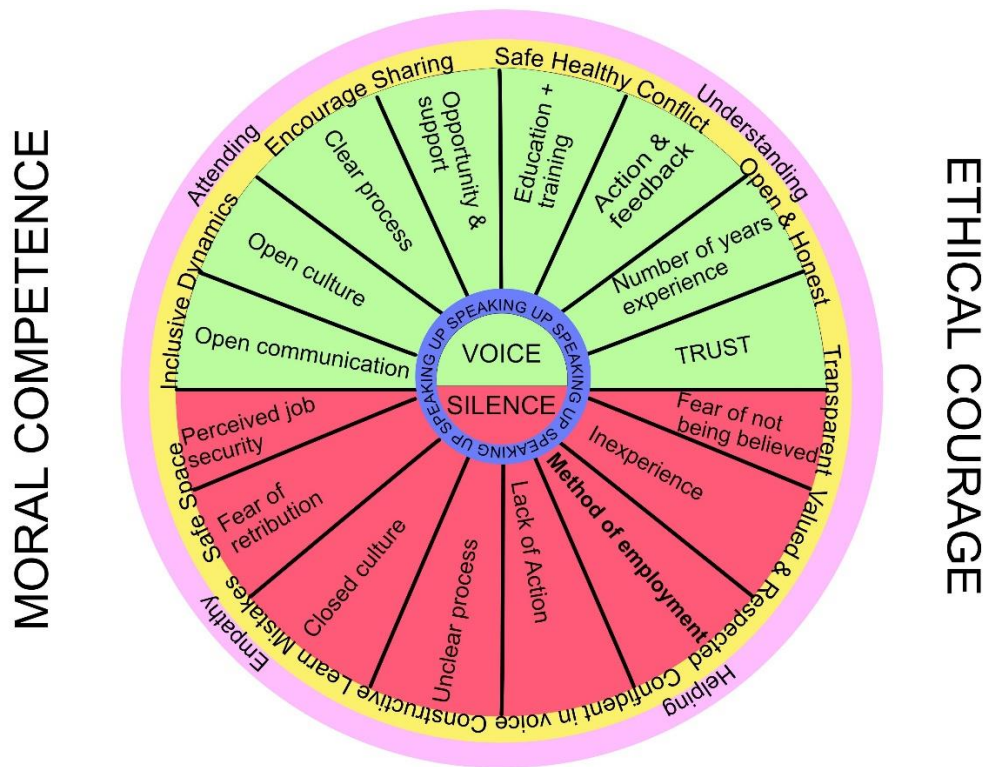 MORAL COMPETENCE
ETHICAL COURAGE
Attending
Understanding
Helping
Empathy
Inclusive Dynamics
Encourage Sharing
Safe Healthy Conflict
Open & Honest
Transparent
Valued & Respected
Confident in voice
Constructive
Learn Mistakes
Safe Space
Open communication
Open culture
Clear process
Opportunity &
support
Education +
training
Action &
feedback
Number of years
experience
TRUST
Fear of not
being believed
Inexperience
Method of employment
Lack of Action
Unclear process
Closed culture
Fear of
retribution
Perceived job
security
SPEAKING UP SPEAKING UP SPEAKING UP SPEAKING UP SPEAKING UP
VOICE
SILENCE